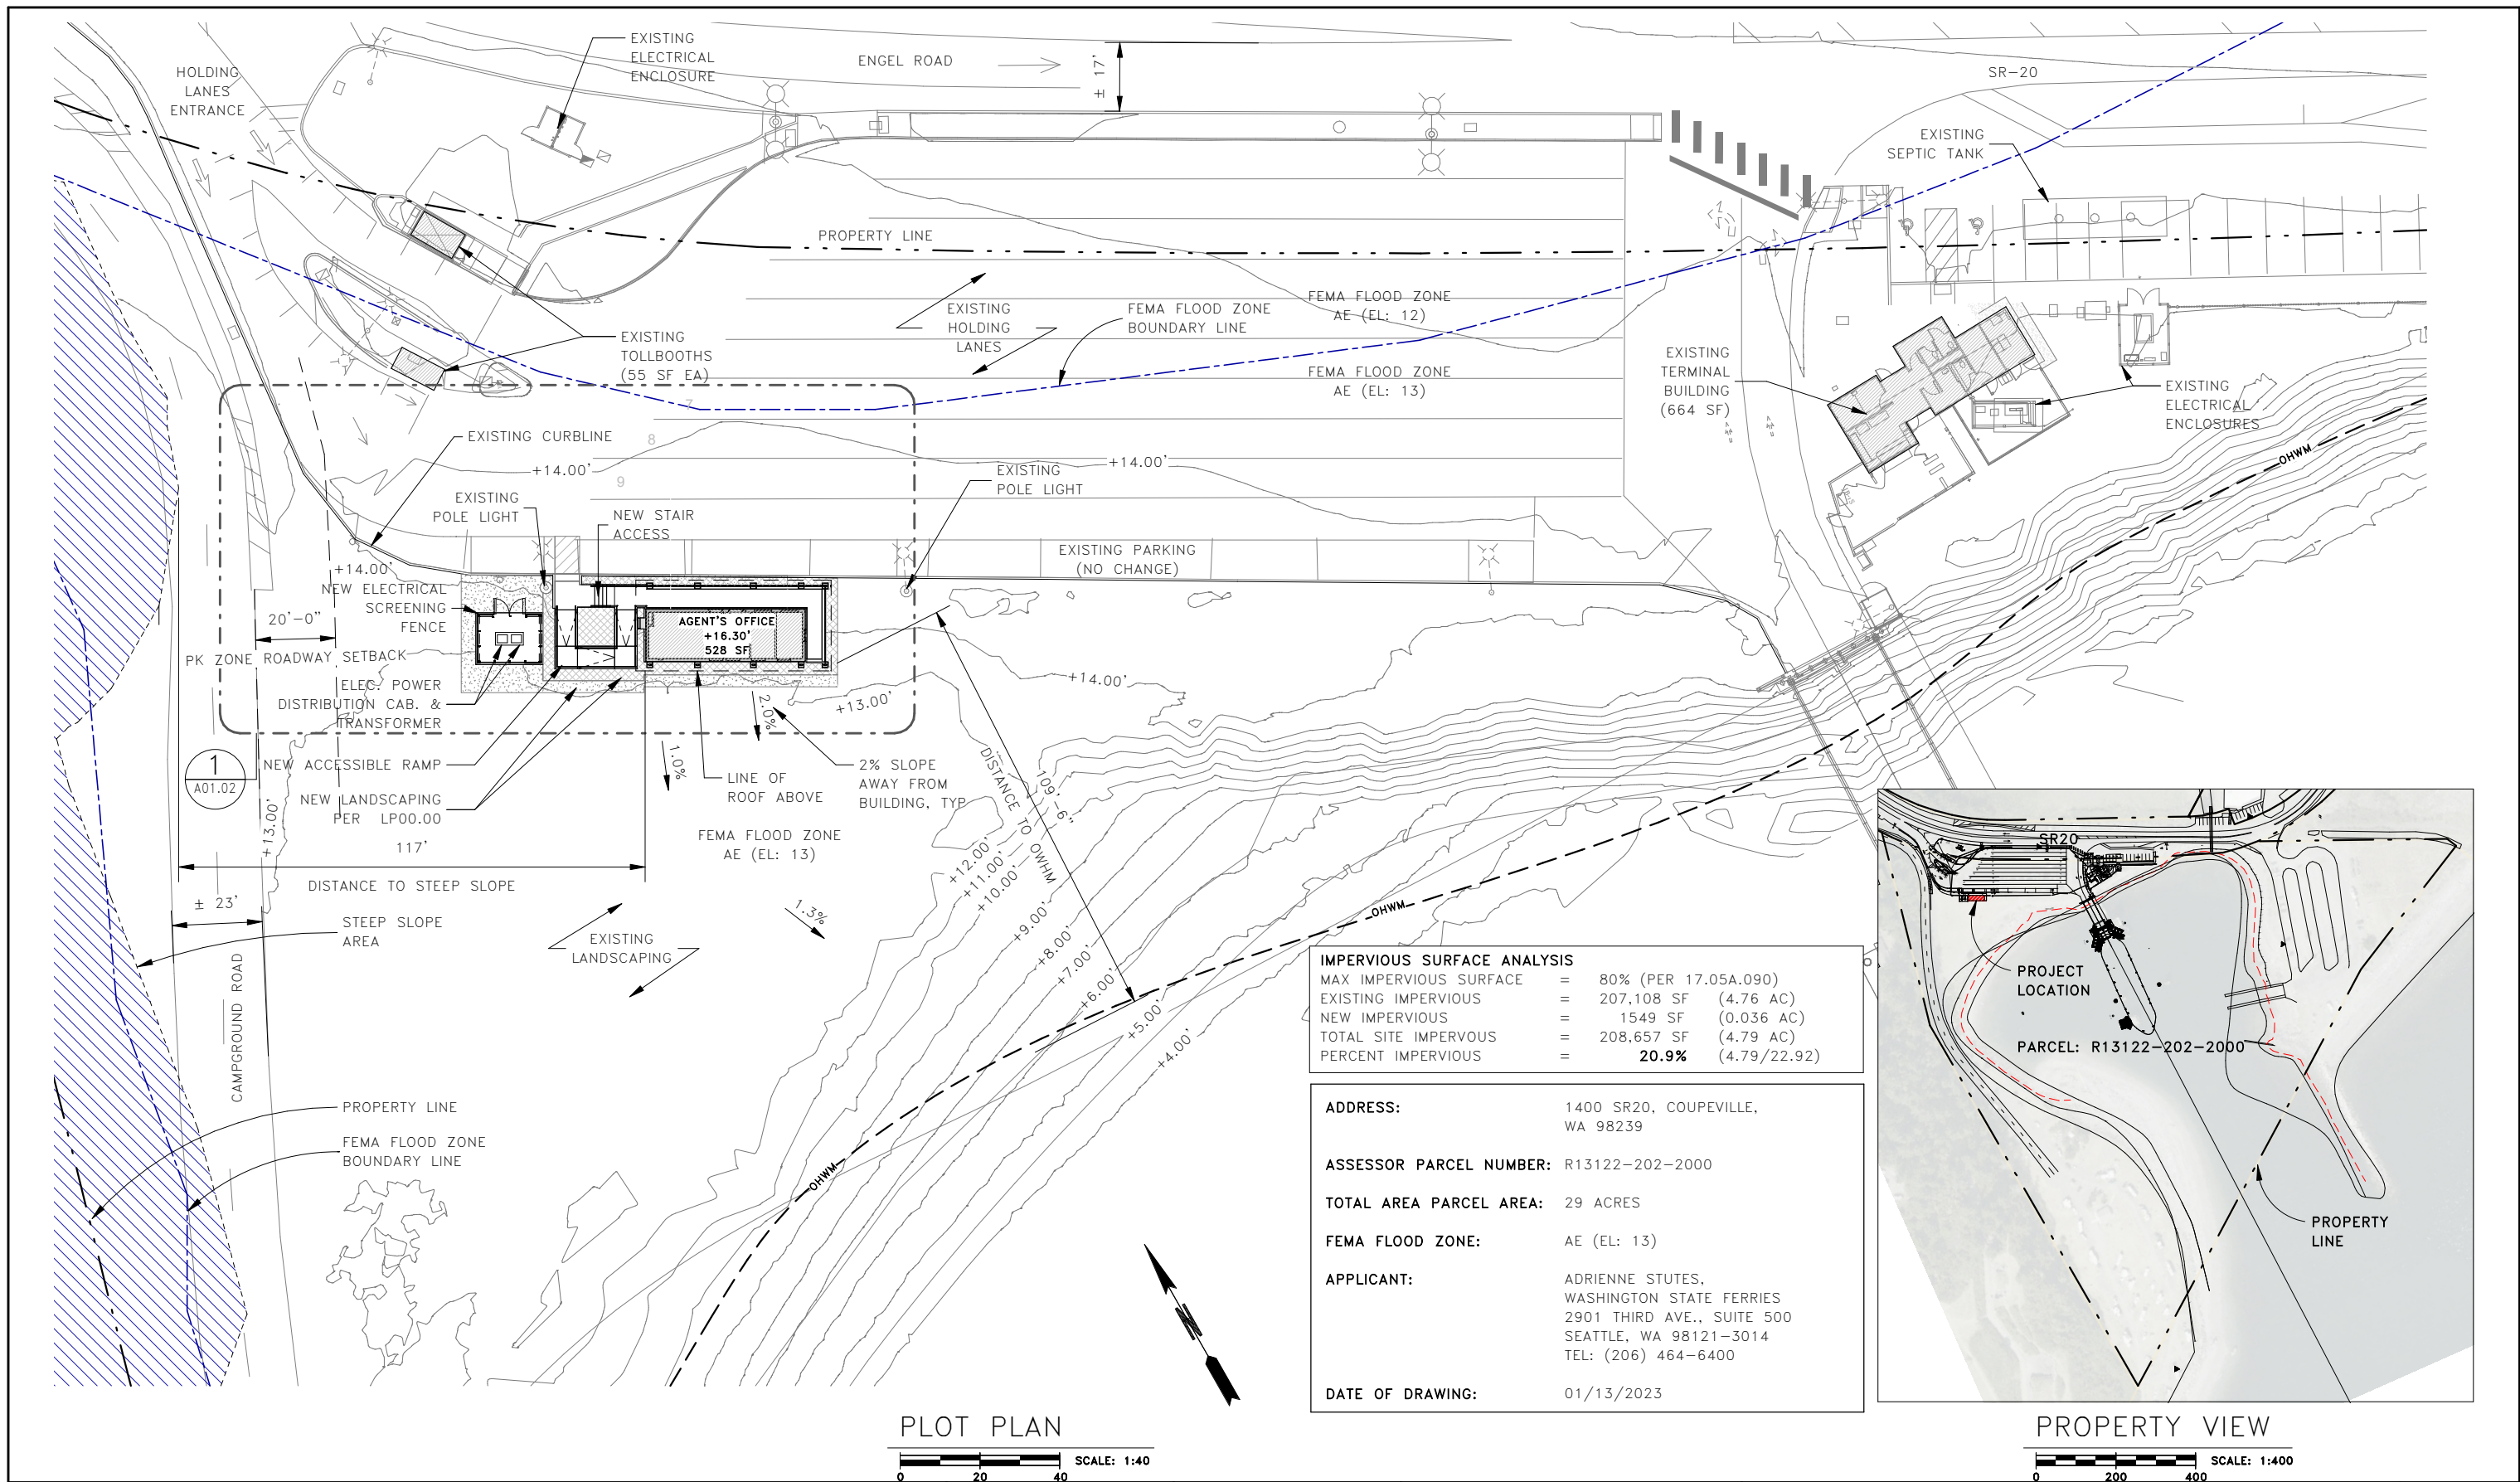 HOLDING
LANES
ENTRANCE
EXISTING
ELECTRICAL
ENCLOSURE
ENGEL ROAD
± 17'
SR-20
EXISTING
SEPTIC TANK
PROPERTY LINE
EXISTING
HOLDING
LANES
FEMA FLOOD ZONE
BOUNDARY LINE
FEMA FLOOD ZONE
AE (EL: 12)
FEMA FLOOD ZONE
AE (EL: 13)
EXISTING
TOLLBOOTHS
(55 SF EA)
EXISTING
TERMINAL
BUILDING
(664 SF)
EXISTING
ELECTRICAL
ENCLOSURES
7
8
9
EXISTING CURBLINE
+14.00'
+14.00'
EXISTING
POLE LIGHT
EXISTING
POLE LIGHT
NEW STAIR
ACCESS
EXISTING PARKING
(NO CHANGE)
OHWM
+14.00'
NEW ELECTRICAL
SCREENING
FENCE
20'-0"
PK ZONE ROADWAY SETBACK
AGENT'S OFFICE
+16.30'
528 SF
ELEC. POWER
DISTRIBUTION CAB. &
TRANSFORMER
+14.00'
+13.00'
2.0%
1.0%
1
A01.02
NEW ACCESSIBLE RAMP
NEW LANDSCAPING
PER LP00.00
LINE OF
ROOF ABOVE
2% SLOPE
AWAY FROM
BUILDING, TYP
109'-6"
DISTANCE TO OWHM
+13.00'
FEMA FLOOD ZONE
AE (EL: 13)
117'
DISTANCE TO STEEP SLOPE
± 23'
STEEP SLOPE
AREA
EXISTING
LANDSCAPING
1.3%
+12.00'
+11.00'
+10.00'
+9.00'
+8.00'
+7.00'
+6.00'
+5.00'
+4.00'
OHWM
OHWM
CAMPGROUND ROAD
PROPERTY LINE
FEMA FLOOD ZONE
BOUNDARY LINE
IMPERVIOUS SURFACE ANALYSIS
MAX IMPERVIOUS SURFACE = 80% (PER 17.05A.090)
EXISTING IMPERVIOUS = 207,108 SF (4.76 AC)
NEW IMPERVIOUS = 1549 SF (0.036 AC)
TOTAL SITE IMPERVOUS = 208,657 SF (4.79 AC)
PERCENT IMPERVIOUS = 20.9% (4.79/22.92)
ADDRESS: 1400 SR20, COUPEVILLE,
WA 98239
ASSESSOR PARCEL NUMBER: R13122-202-2000
TOTAL AREA PARCEL AREA: 29 ACRES
FEMA FLOOD ZONE: AE (EL: 13)
APPLICANT: ADRIENNE STUTES,
WASHINGTON STATE FERRIES
2901 THIRD AVE., SUITE 500
SEATTLE, WA 98121-3014
TEL: (206) 464-6400
DATE OF DRAWING: 01/13/2023
N
SR20
PROJECT
LOCATION
PARCEL: R13122-202-2000
PROPERTY
LINE
PLOT PLAN
SCALE: 1:40
0 20 40
PROPERTY VIEW
SCALE: 1:400
0 200 400